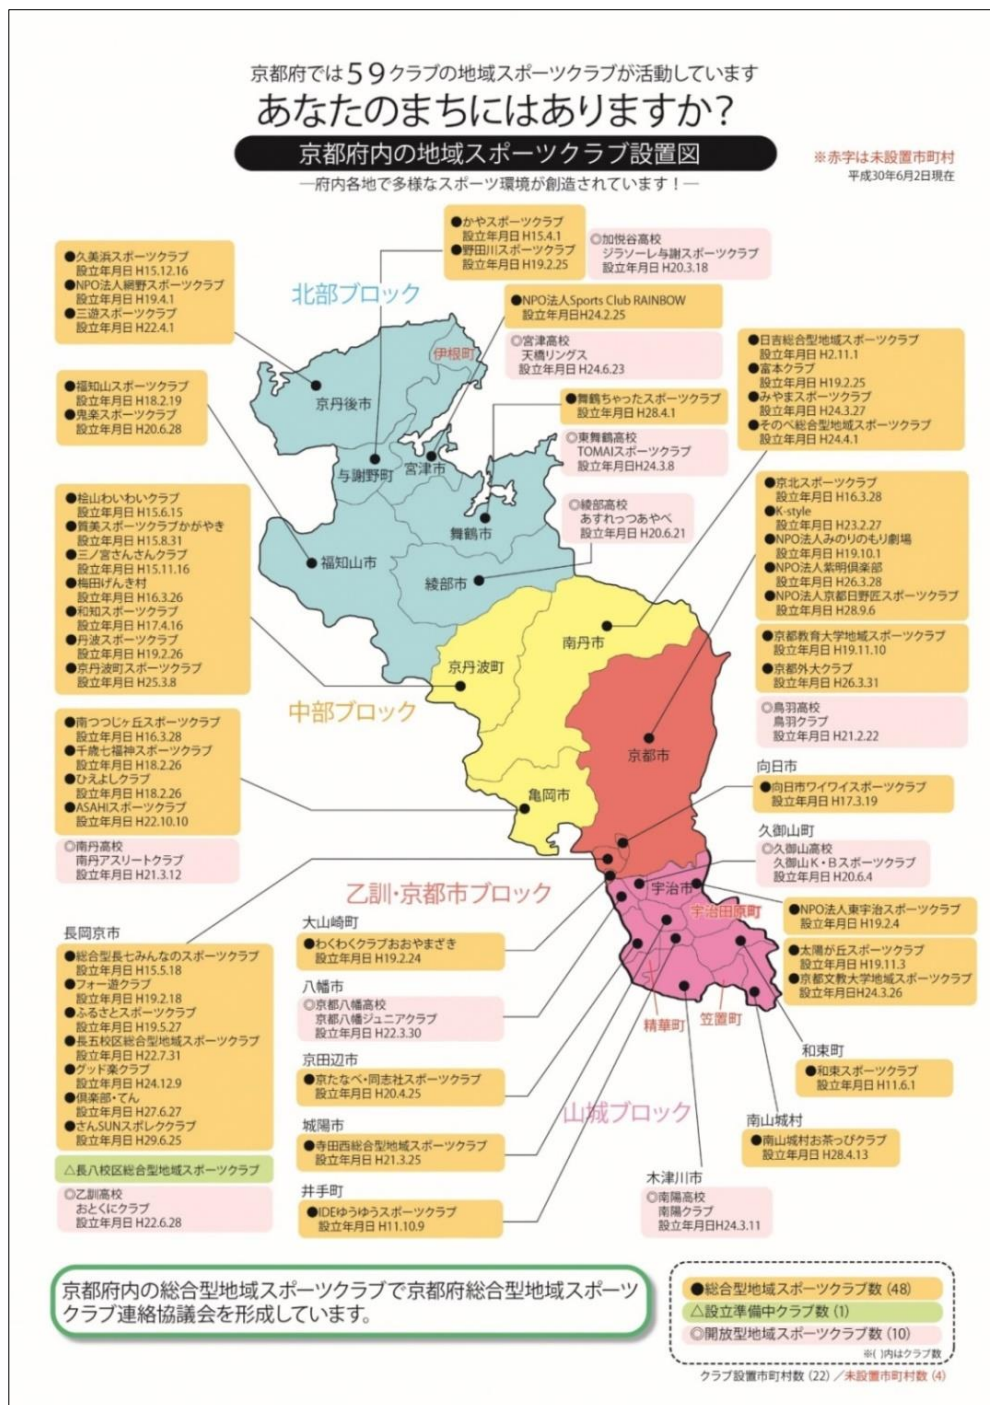 京都府では59クラブの地域スポーツクラブが活動しています
あなたのまちにはありますか?
京都府内の地域スポーツクラブ設置図
―府内各地で多様なスポーツ環境が創造されています!―
※赤字は未設置市町村
平成30年6月2日現在
●かやスポーツクラブ
設立年月日 H15.4.1
●野田川スポーツクラブ
設立年月日 H19.2.25
◎加悦谷高校
ジラソーレ与謝スポーツクラブ
設立年月日 H20.3.18
●久美浜スポーツクラブ
設立年月日 H15.12.16
●NPO法人網野スポーツクラブ
設立年月日 H19.4.1
●三遊スポーツクラブ
設立年月日 H22.4.1
北部ブロック
●NPO法人Sports Club RAINBOW
設立年月日H24.2.25
◎宮津高校
天橋リングス
設立年月日 H24.6.23
●日吉総合型地域スポーツクラブ
設立年月日 H2.11.1
●富本クラブ
設立年月日 H19.2.25
●みやまスポーツクラブ
設立年月日 H24.3.27
●そのべ総合型地域スポーツクラブ
設立年月日 H24.4.1
●福知山スポーツクラブ
設立年月日 H18.2.19
●鬼楽スポーツクラブ
設立年月日 H20.6.28
●舞鶴ちゃったスポーツクラブ
設立年月日 H28.4.1
◎東舞鶴高校
TOMAIスポーツクラブ
設立年月日H24.3.8
◎綾部高校
あすれっつあやべ
設立年月日 H20.6.21
伊根町
京丹後市
与謝野町
宮津市
舞鶴市
福知山市
綾部市
●桧山わいわいクラブ
設立年月日 H15.6.15
●質美スポーツクラブかがやき
設立年月日 H15.8.31
●三ノ宮さんさんクラブ
設立年月日 H15.11.16
●梅田げんき村
設立年月日 H16.3.26
●和知スポーツクラブ
設立年月日 H17.4.16
●丹波スポーツクラブ
設立年月日 H19.2.26
●京丹波町スポーツクラブ
設立年月日 H25.3.8
●京北スポーツクラブ
設立年月日 H16.3.28
●K-style
設立年月日 H23.2.27
●NPO法人みのりのもり劇場
設立年月日 H19.10.1
●NPO法人紫明倶楽部
設立年月日 H26.3.28
●NPO法人京都日野匠スポーツクラブ
設立年月日 H28.9.6
●京都教育大学地域スポーツクラブ
設立年月日 H19.11.10
●京都外大クラブ
設立年月日 H26.3.31
◎鳥羽高校
鳥羽クラブ
設立年月日 H21.2.22
南丹市
京丹波町
中部ブロック
京都市
亀岡市
●南つつじヶ丘スポーツクラブ
設立年月日 H16.3.28
●千歳七福神スポーツクラブ
設立年月日 H18.2.26
●ひえよしクラブ
設立年月日 H18.2.26
●ASAHIスポーツクラブ
設立年月日 H22.10.10
◎南丹高校
南丹アスリートクラブ
設立年月日 H21.3.12
向日市
●向日市ワイワイスポーツクラブ
設立年月日 H17.3.19
久御山町
◎久御山高校
久御山K・Bスポーツクラブ
設立年月日 H20.6.4
乙訓・京都市ブロック
宇治市
宇治田原町
●NPO法人東宇治スポーツクラブ
設立年月日 H19.2.4
●太陽が丘スポーツクラブ
設立年月日 H19.11.3
●京都文教大学地域スポーツクラブ
設立年月日H24.3.26
長岡京市
●総合型長七みんなのスポーツクラブ
設立年月日 H15.5.18
●フォー遊クラブ
設立年月日 H19.2.18
●ふるさとスポーツクラブ
設立年月日 H19.5.27
●長五校区総合型地域スポーツクラブ
設立年月日 H22.7.31
●グッド楽クラブ
設立年月日 H24.12.9
●倶楽部・てん
設立年月日 H27.6.27
●さんSUNスポレククラブ
設立年月日 H29.6.25
△長八校区総合型地域スポーツクラブ
◎乙訓高校
おとくにクラブ
設立年月日 H22.6.28
大山崎町
●わくわくクラブおおやまざき
設立年月日 H19.2.24
八幡市
◎京都八幡高校
京都八幡ジュニアクラブ
設立年月日 H22.3.30
京田辺市
●京たなべ・同志社スポーツクラブ
設立年月日 H20.4.25
城陽市
●寺田西総合型地域スポーツクラブ
設立年月日 H21.3.25
井手町
●IDEゆうゆうスポーツクラブ
設立年月日 H11.10.9
精華町
笠置町
山城ブロック
和束町
●和束スポーツクラブ
設立年月日 H11.6.1
南山城村
●南山城村お茶っぴクラブ
設立年月日 H28.4.13
木津川市
◎南陽高校
南陽クラブ
設立年月日H24.3.11
京都府内の総合型地域スポーツクラブで京都府総合型地域スポーツ
クラブ連絡協議会を形成しています。
●総合型地域スポーツクラブ数(48)
△設立準備中クラブ数(1)
◎開放型地域スポーツクラブ数(10)
※( )内はクラブ数
クラブ設置市町村数(22)/未設置市町村数(4)